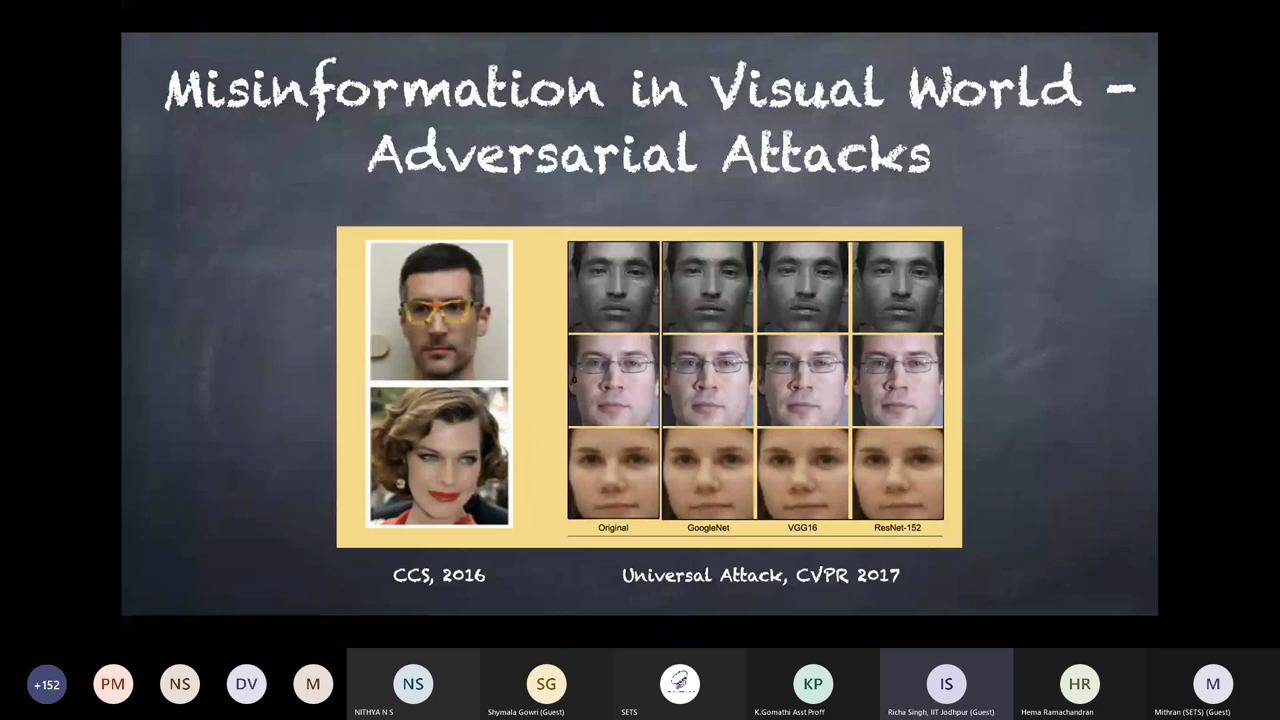 Misinformation in Visual World -
Adversarial Attacks
Original
GoogleNet
VGG16
ResNet-152
CCS, 2016
Universal Attack, CVPR 2017
+152
PM
NS
DV
M
NS
NITHYA N S
SG
Shymala Gowri (Guest)
SETS
KP
K.Gomathi Asst Proff
IS
Richa Singh, IIT Jodhpur (Guest)
HR
Hema Ramachandran
M
Mithran (SETS) (Guest)